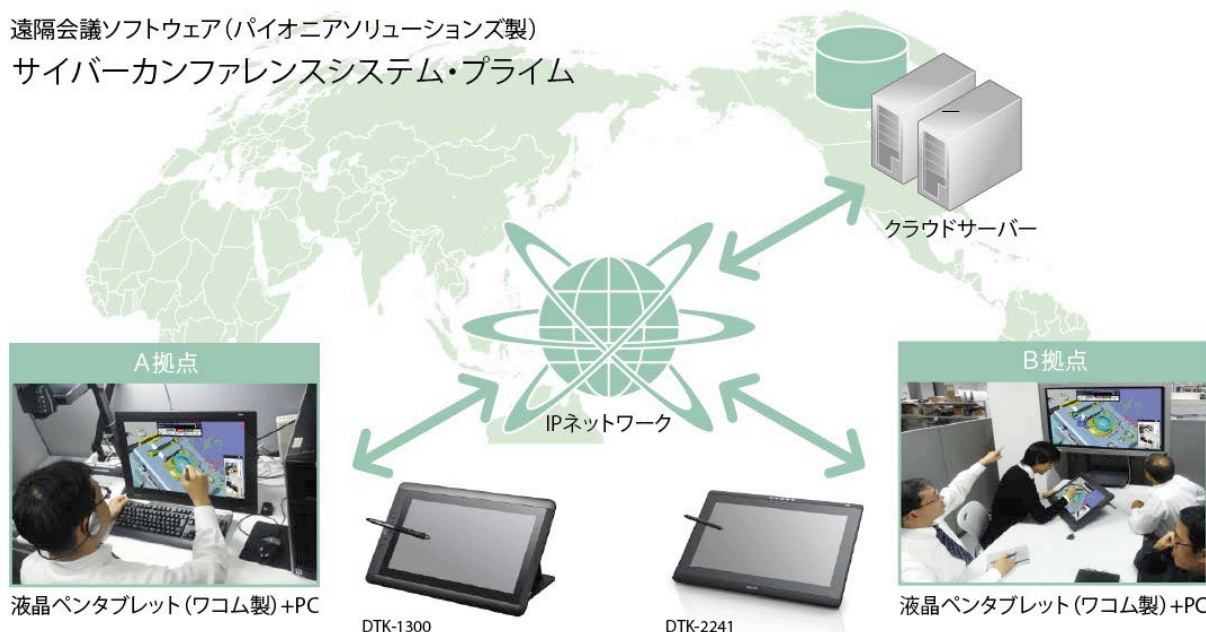 遠隔会議ソフトウェア（パイオニアソリューションズ製）
サイバーカンファレンスシステム・プライム
クラウドサーバー
A拠点
B拠点
IPネットワーク
液晶ペンタブレット（ワコム製）+PC
DTK-1300
DTK-2241
液晶ペンタブレット（ワコム製）+PC